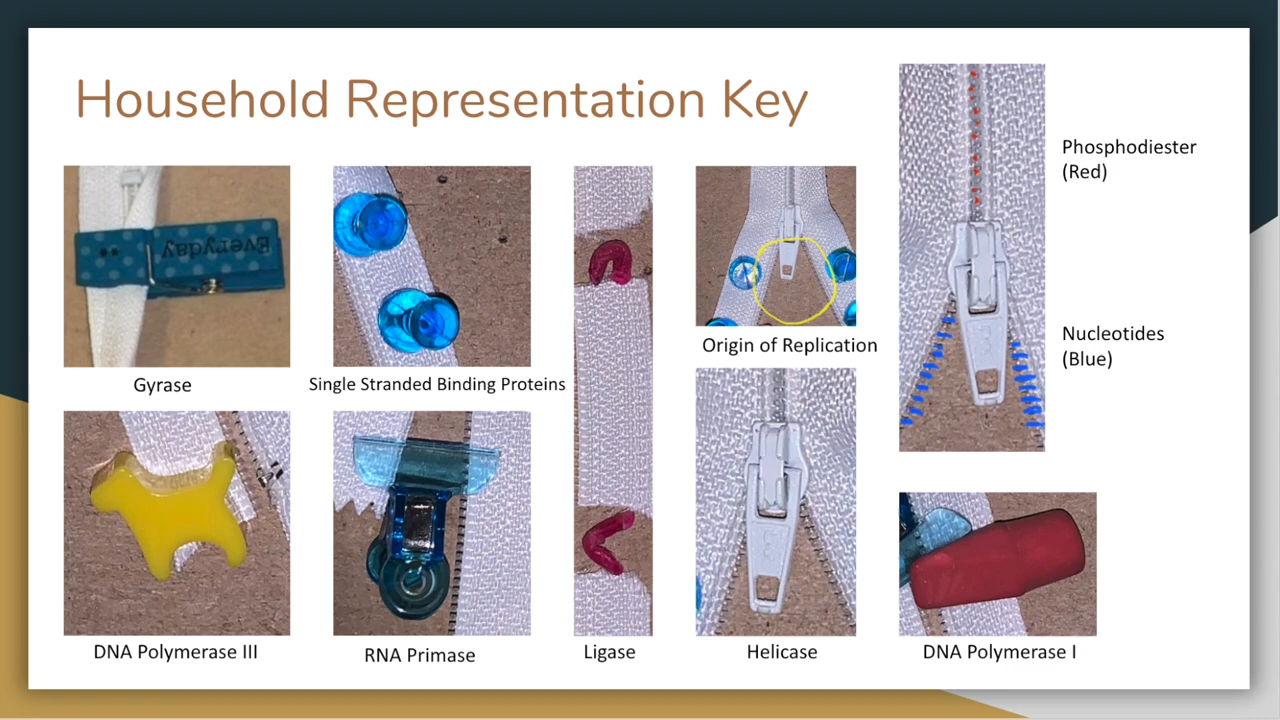 Household Representation Key
Phosphodiester
(Red)
Everyday
Origin of Replication
Nucleotides
(Blue)
Gyrase
Single Stranded Binding Proteins
DNA Polymerase III
RNA Primase
Ligase
Helicase
DNA Polymerase I